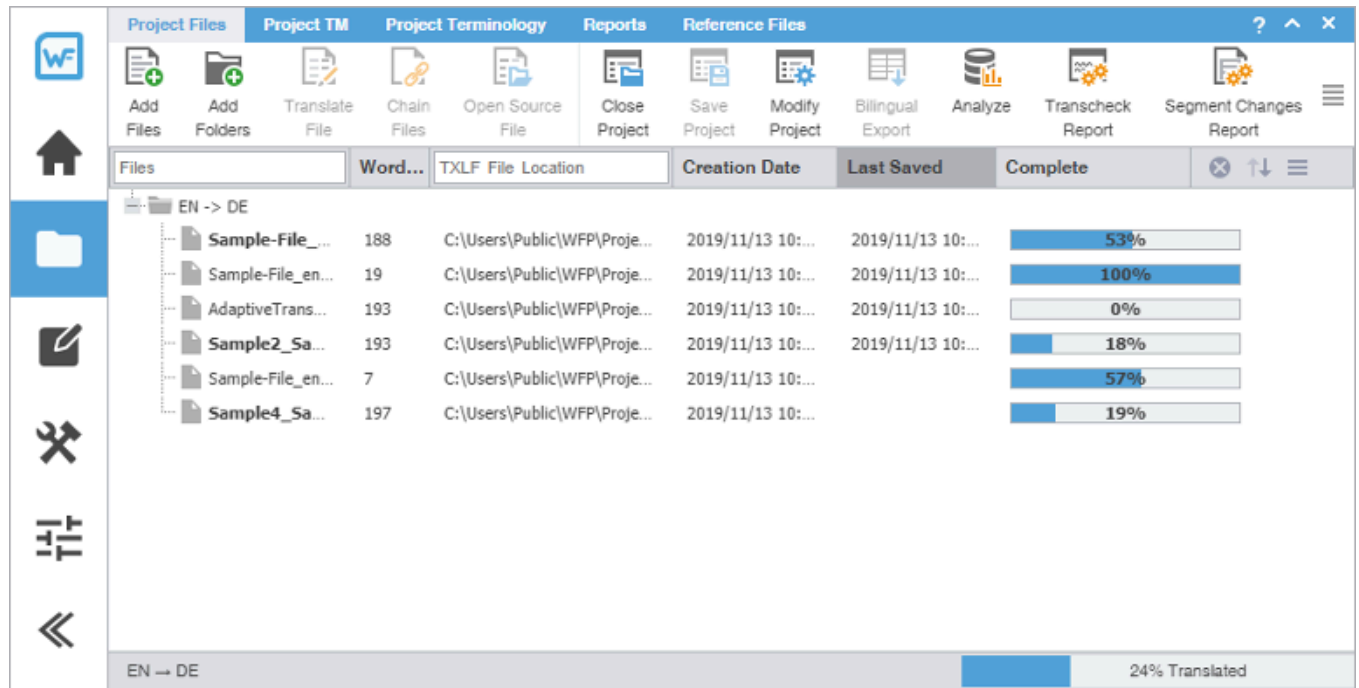 Project Files Project TM Project Terminology Reports Reference Files ?
WF
Add Files
Add Folders
Translate File
Chain Files
Open Source File
Close Project
Save Project
Modify Project
Bilingual Export
Analyze
Transcheck Report
Segment Changes Report
Files Word... TXLF File Location Creation Date Last Saved Complete
EN -> DE
Sample-File_... 188 C:\Users\Public\WFP\Proje... 2019/11/13 10:... 2019/11/13 10:... 53%
Sample-File_en... 19 C:\Users\Public\WFP\Proje... 2019/11/13 10:... 2019/11/13 10:... 100%
AdaptiveTrans... 193 C:\Users\Public\WFP\Proje... 2019/11/13 10:... 2019/11/13 10:... 0%
Sample2_Sa... 193 C:\Users\Public\WFP\Proje... 2019/11/13 10:... 2019/11/13 10:... 18%
Sample-File_en... 7 C:\Users\Public\WFP\Proje... 2019/11/13 10:... 57%
Sample4_Sa... 197 C:\Users\Public\WFP\Proje... 2019/11/13 10:... 19%
EN → DE 24% Translated